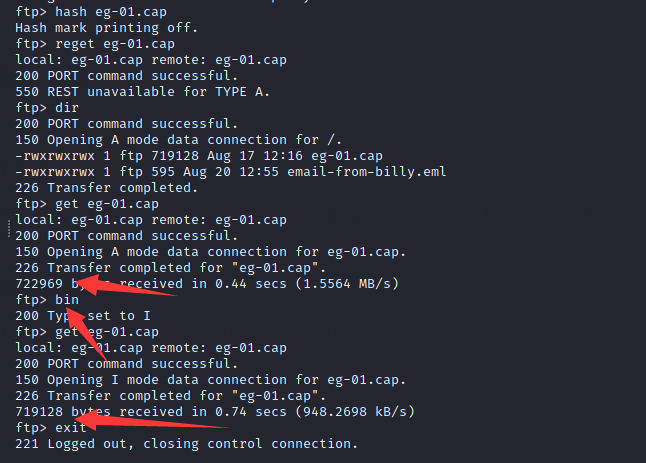 ftp> hash eg-01.cap
Hash mark printing off.
ftp> reget eg-01.cap
local: eg-01.cap remote: eg-01.cap
200 PORT command successful.
550 REST unavailable for TYPE A.
ftp> dir
200 PORT command successful.
150 Opening A mode data connection for /.
-rwxrwxrwx 1 ftp 719128 Aug 17 12:16 eg-01.cap
-rwxrwxrwx 1 ftp 595 Aug 20 12:55 email-from-billy.eml
226 Transfer completed.
ftp> get eg-01.cap
local: eg-01.cap remote: eg-01.cap
200 PORT command successful.
150 Opening A mode data connection for eg-01.cap.
226 Transfer completed for "eg-01.cap".
722969 bytes received in 0.44 secs (1.5564 MB/s)
ftp> bin
200 Type set to I
ftp> get eg-01.cap
local: eg-01.cap remote: eg-01.cap
200 PORT command successful.
150 Opening I mode data connection for eg-01.cap.
226 Transfer completed for "eg-01.cap".
719128 bytes received in 0.74 secs (948.2698 kB/s)
ftp> exit
221 Logged out, closing control connection.